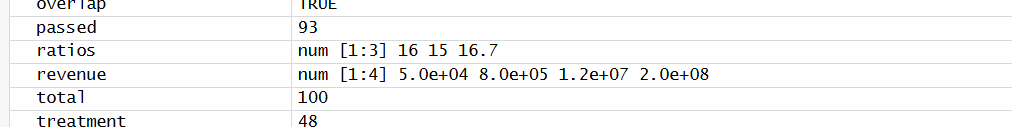 overlap TRUE
passed 93
ratios num [1:3] 16 15 16.7
revenue num [1:4] 5.0e+04 8.0e+05 1.2e+07 2.0e+08
total 100
treatment 48